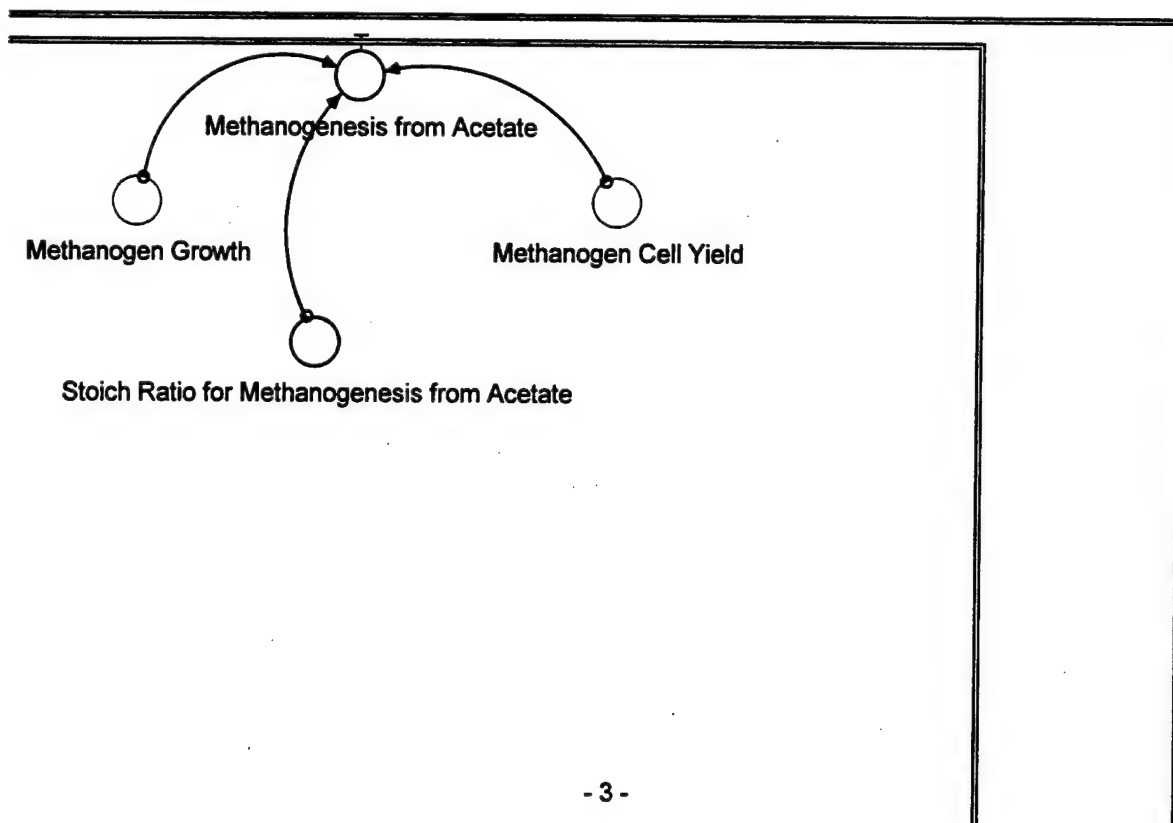 Methanogenesis from Acetate
Methanogen Growth
Methanogen Cell Yield
Stoich Ratio for Methanogenesis from Acetate
- 3 -